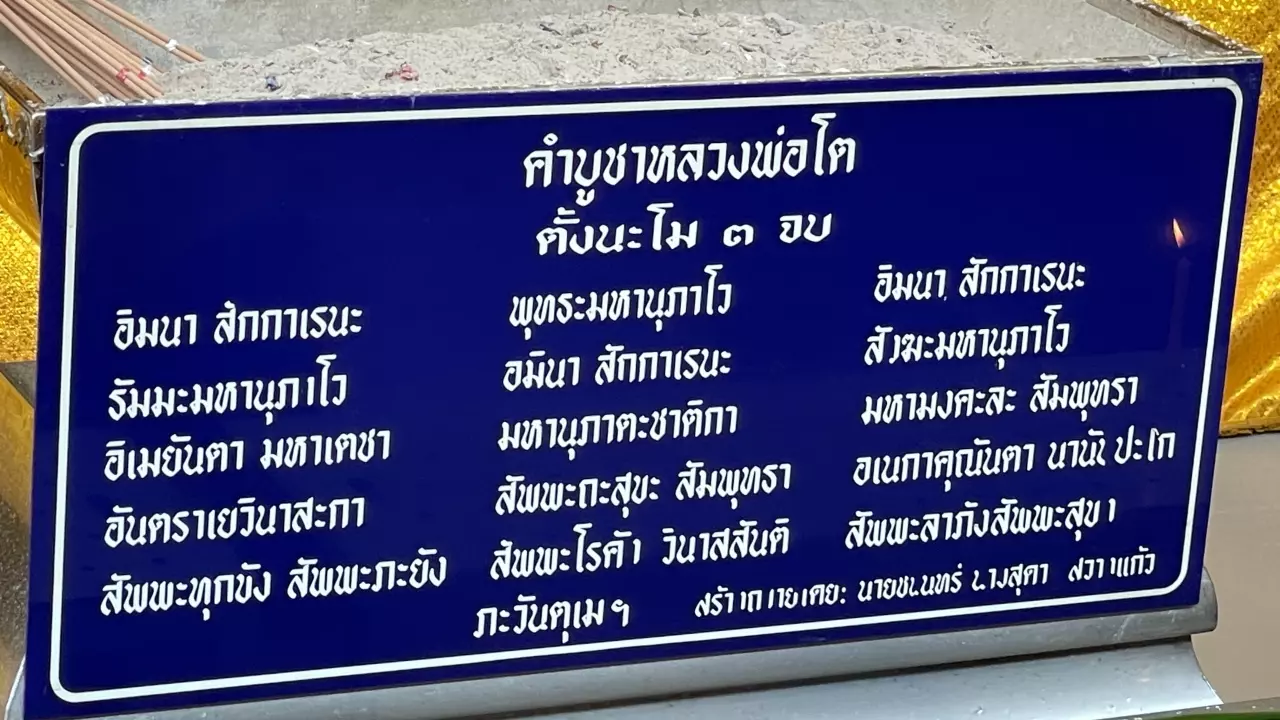 คำบูชาหลวงพ่อโต
ตั้งนะโม ๓ จบ
อิมนา สักกาเรนะ พุทธะมหานุภาโว อิมนา สักกาเรนะ
ธัมมะมหานุภาโว อมินา สักกาเรนะ สังฆะมหานุภาโว
อิเมยันตา มหาเตชา มหานุภาตะชาติกา มหามงคะละ สัมพุทธา
อันตราเยวินาสะกา สัพพะถะสุขะ สัมพุทธา อเนกาคุณันตา ปะโก
สัพพะทุกขัง สัพพะภะยัง สัพพะโรคัา วินาสสันติ สัพพะลาภังสัพพะสุขา
ภะวันตุเม ฯ